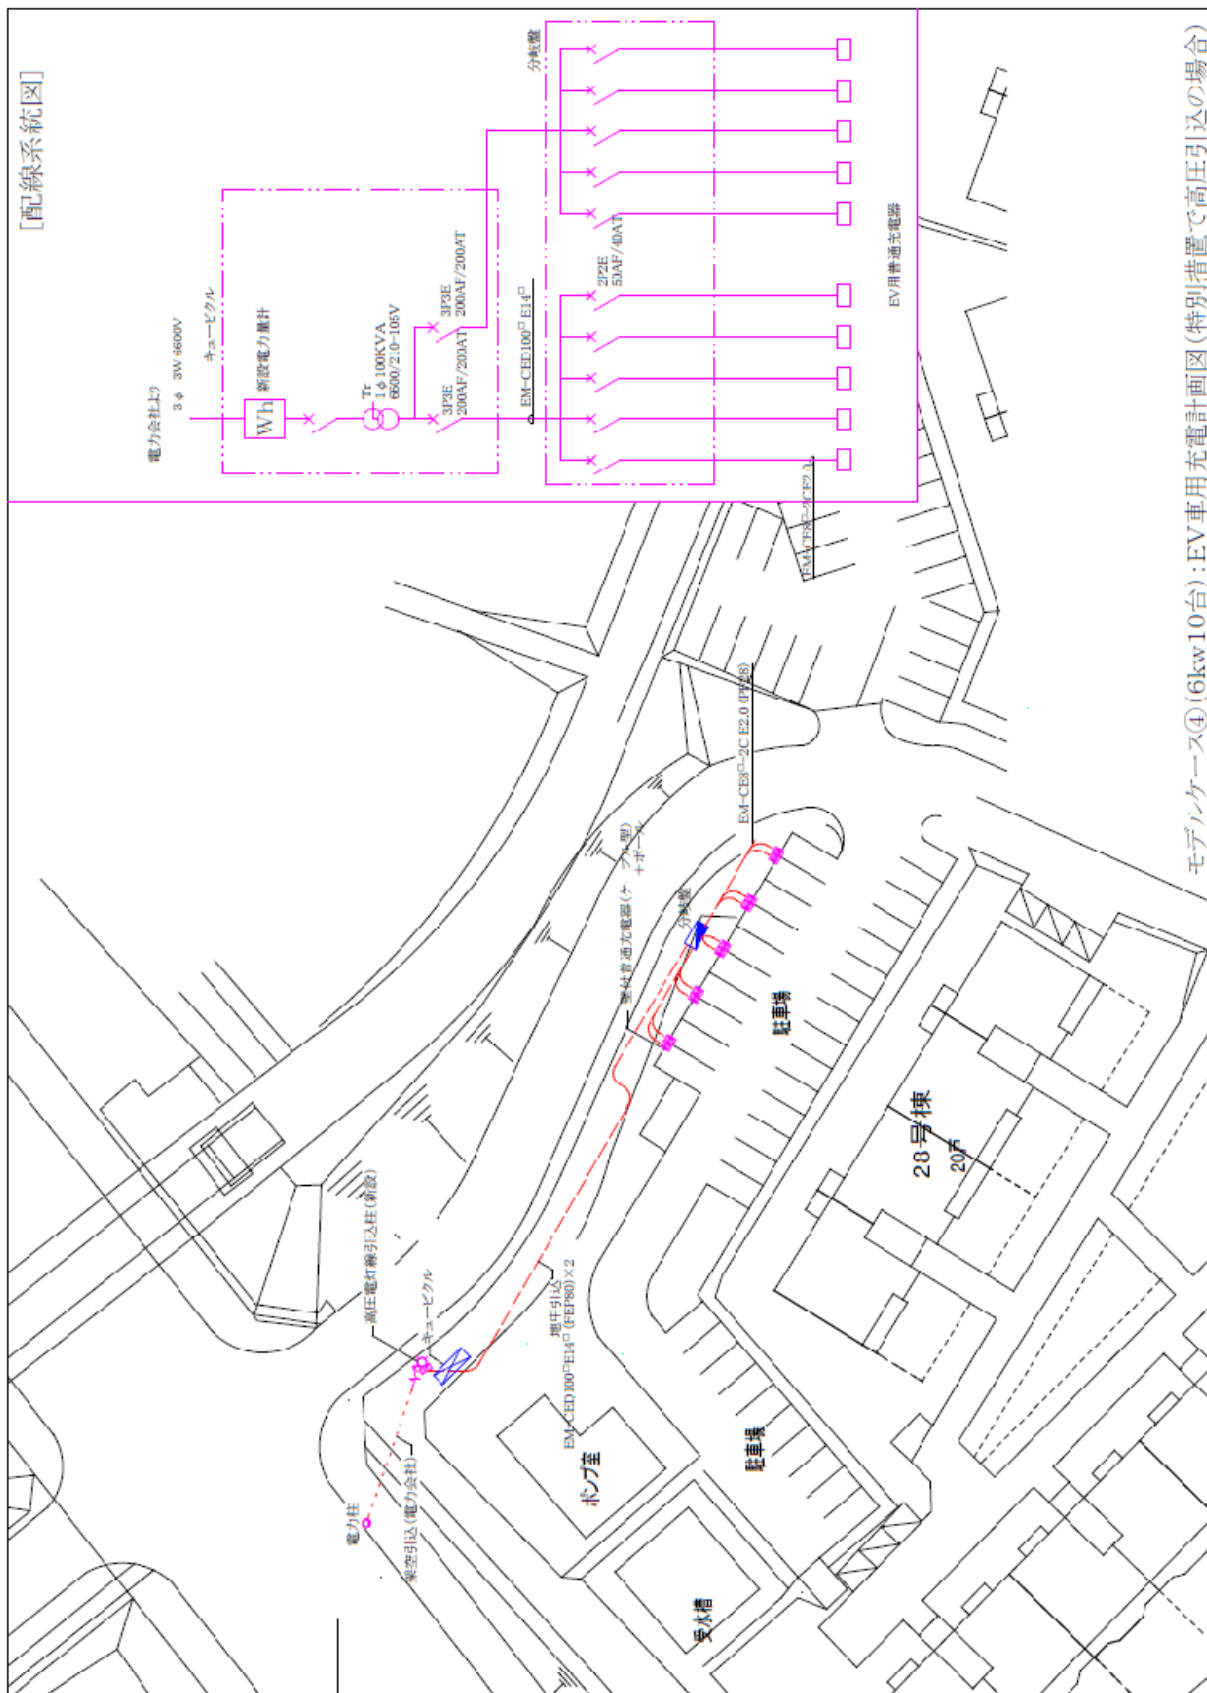 モデルケース④(6kw10台)：EV車用充電計画図(特別措置で高圧引込の場合)
[配線系統図]
電力会社より
3φ 3W 6600V
キュービクル
Wh
新設電力量計
Tr
1φ100KVA
6600/210-105V
3P3E
200AF/200AT
3P3E
200AF/200AT
EM-CED100□ E14□
分岐盤
2P2E
50AF/40AT
EM-CE8□-2CE2.0
EV用普通充電器
電力柱
架空引込(電力会社)
高圧電灯線引込柱(新設)
キュービクル
地中引込
EM-CED100□E14□ (FEP80)×2
壁付普通充電器(ケーブル型)
+ポール
分岐盤
EM-CE8□-2C E2.0 (PF28)
駐車場
28号棟
20戸
ポンプ室
駐車場
受水槽